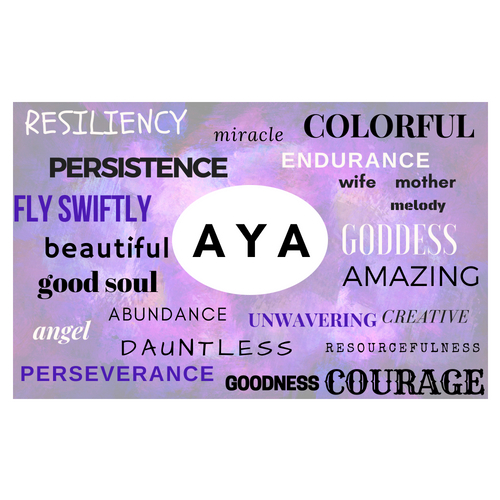 RESILIENCY
miracle
COLORFUL
PERSISTENCE
ENDURANCE
wife mother
FLY SWIFTLY
melody
beautiful
AYA
GODDESS
good soul
AMAZING
ABUNDANCE
UNWAVERING
CREATIVE
angel
DAUNTLESS
RESOURCEFULNESS
PERSEVERANCE
GOODNESS
COURAGE